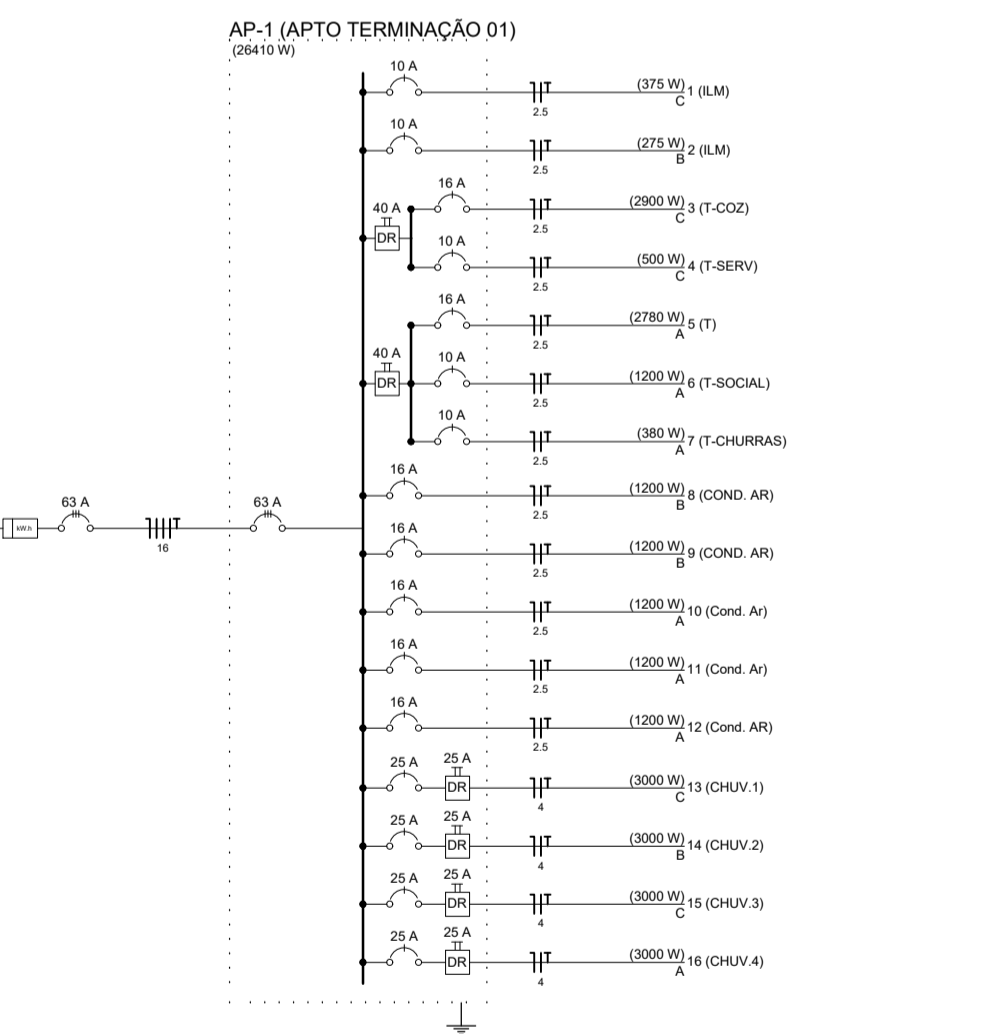 AP-1 (APTO TERMINAÇÃO 01)
(26410 W)
10 A
(375 W)
1 (ILM)
C
2.5
10 A
(275 W)
2 (ILM)
B
2.5
40 A
DR
16 A
(2900 W)
3 (T-COZ)
C
2.5
10 A
(500 W)
4 (T-SERV)
C
2.5
16 A
(2780 W)
5 (T)
A
2.5
40 A
DR
10 A
(1200 W)
6 (T-SOCIAL)
A
2.5
10 A
(380 W)
7 (T-CHURRAS)
A
2.5
16 A
(1200 W)
8 (COND. AR)
B
2.5
kW.h
63 A
16
63 A
16 A
(1200 W)
9 (COND. AR)
B
2.5
16 A
(1200 W)
10 (Cond. Ar)
A
2.5
16 A
(1200 W)
11 (Cond. Ar)
A
2.5
16 A
(1200 W)
12 (Cond. AR)
A
2.5
25 A
25 A
DR
(3000 W)
13 (CHUV.1)
C
4
25 A
25 A
DR
(3000 W)
14 (CHUV.2)
B
4
25 A
25 A
DR
(3000 W)
15 (CHUV.3)
C
4
25 A
25 A
DR
(3000 W)
16 (CHUV.4)
A
4